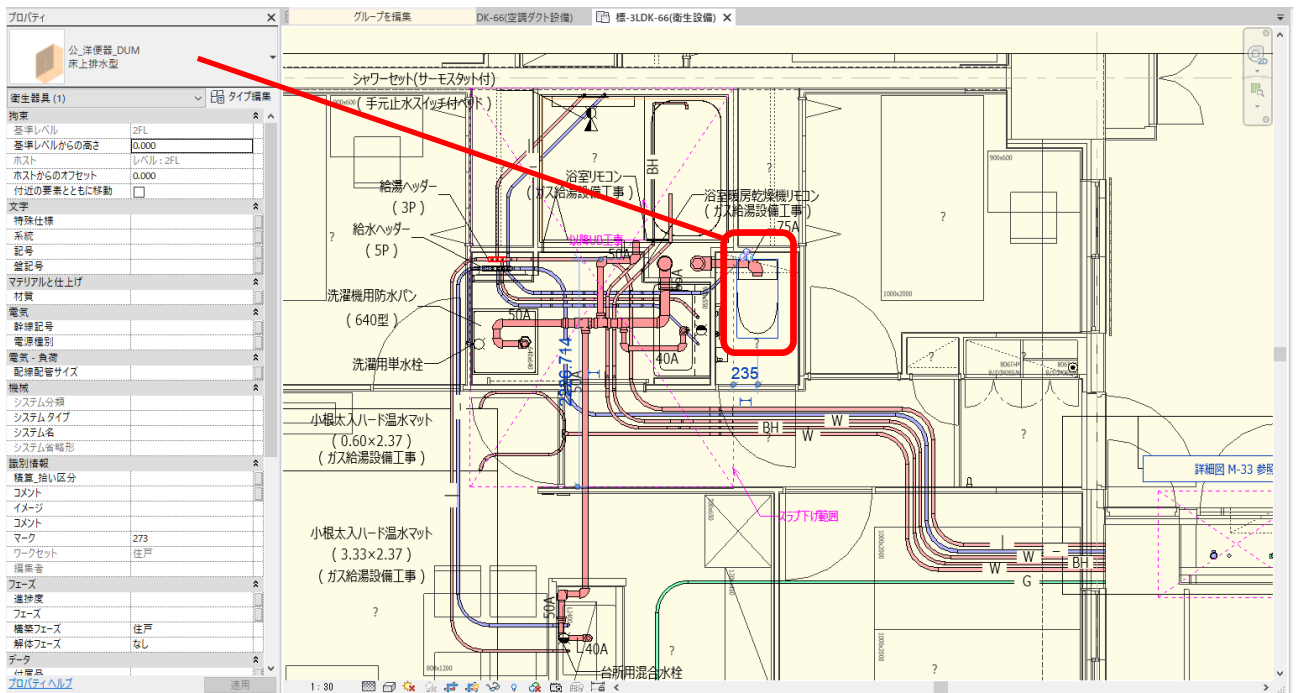 プロパティ
公_洋便器_DUM
床上排水型
衛生器具 (1)
タイプ編集
拘束
基準レベル 2FL
基準レベルからの高さ 0.000
ホスト レベル : 2FL
ホストからのオフセット 0.000
付近の要素とともに移動
文字
特殊仕様
系統
記号
盤記号
マテリアルと仕上げ
材質
電気
幹線記号
電源種別
電気 - 負荷
配線配管サイズ
機械
システム分類
システム タイプ
システム名
システム省略形
識別情報
積算_拾い区分
コメント
イメージ
コメント
マーク 273
ワークセット 住戸
編集者
フェーズ
進捗度
フェーズ
構築フェーズ 住戸
解体フェーズ なし
データ
付属品
プロパティ ヘルプ
適用
グループを編集
DK-66(空調ダクト設備)
標-3LDK-66(衛生設備)
2D
シャワーセット(サーモスタット付)
( 手元止水スイッチ付ヘッド )
900x600
?
BH
給湯ヘッダー
( 3P )
給水ヘッダー
( 5P )
浴室リモコン
( ガス給湯設備工事 )
浴室暖房乾燥機リモコン
( ガス給湯設備工事 )
75A
以降UD工事
50A
洗濯機用防水パン
( 640型 )
50A
洗濯用単水栓
40A
235
2226.714
50A
1000x2000
小根太入ハード温水マット
( 0.60×2.37 )
( ガス給湯設備工事 )
BH
W
W
詳細図 M-33 参照
スラブ下げ範囲
小根太入ハード温水マット
( 3.33×2.37 )
( ガス給湯設備工事 )
W
W
BH
G
50A
40A
台所用混合水栓
800x1200
1000x2000
1000x2000
1 : 30